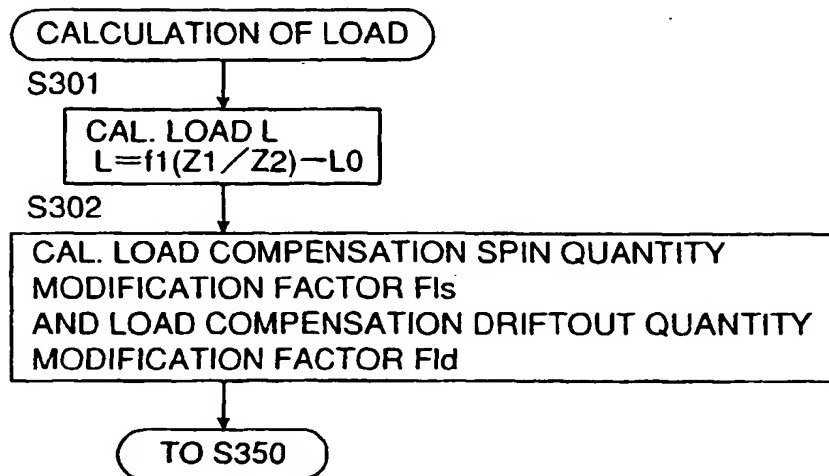 CALCULATION OF LOAD
S301
CAL. LOAD L
L=f1(Z1/Z2)-L0
S302
CAL. LOAD COMPENSATION SPIN QUANTITY
MODIFICATION FACTOR Fls
AND LOAD COMPENSATION DRIFTOUT QUANTITY
MODIFICATION FACTOR Fld
TO S350